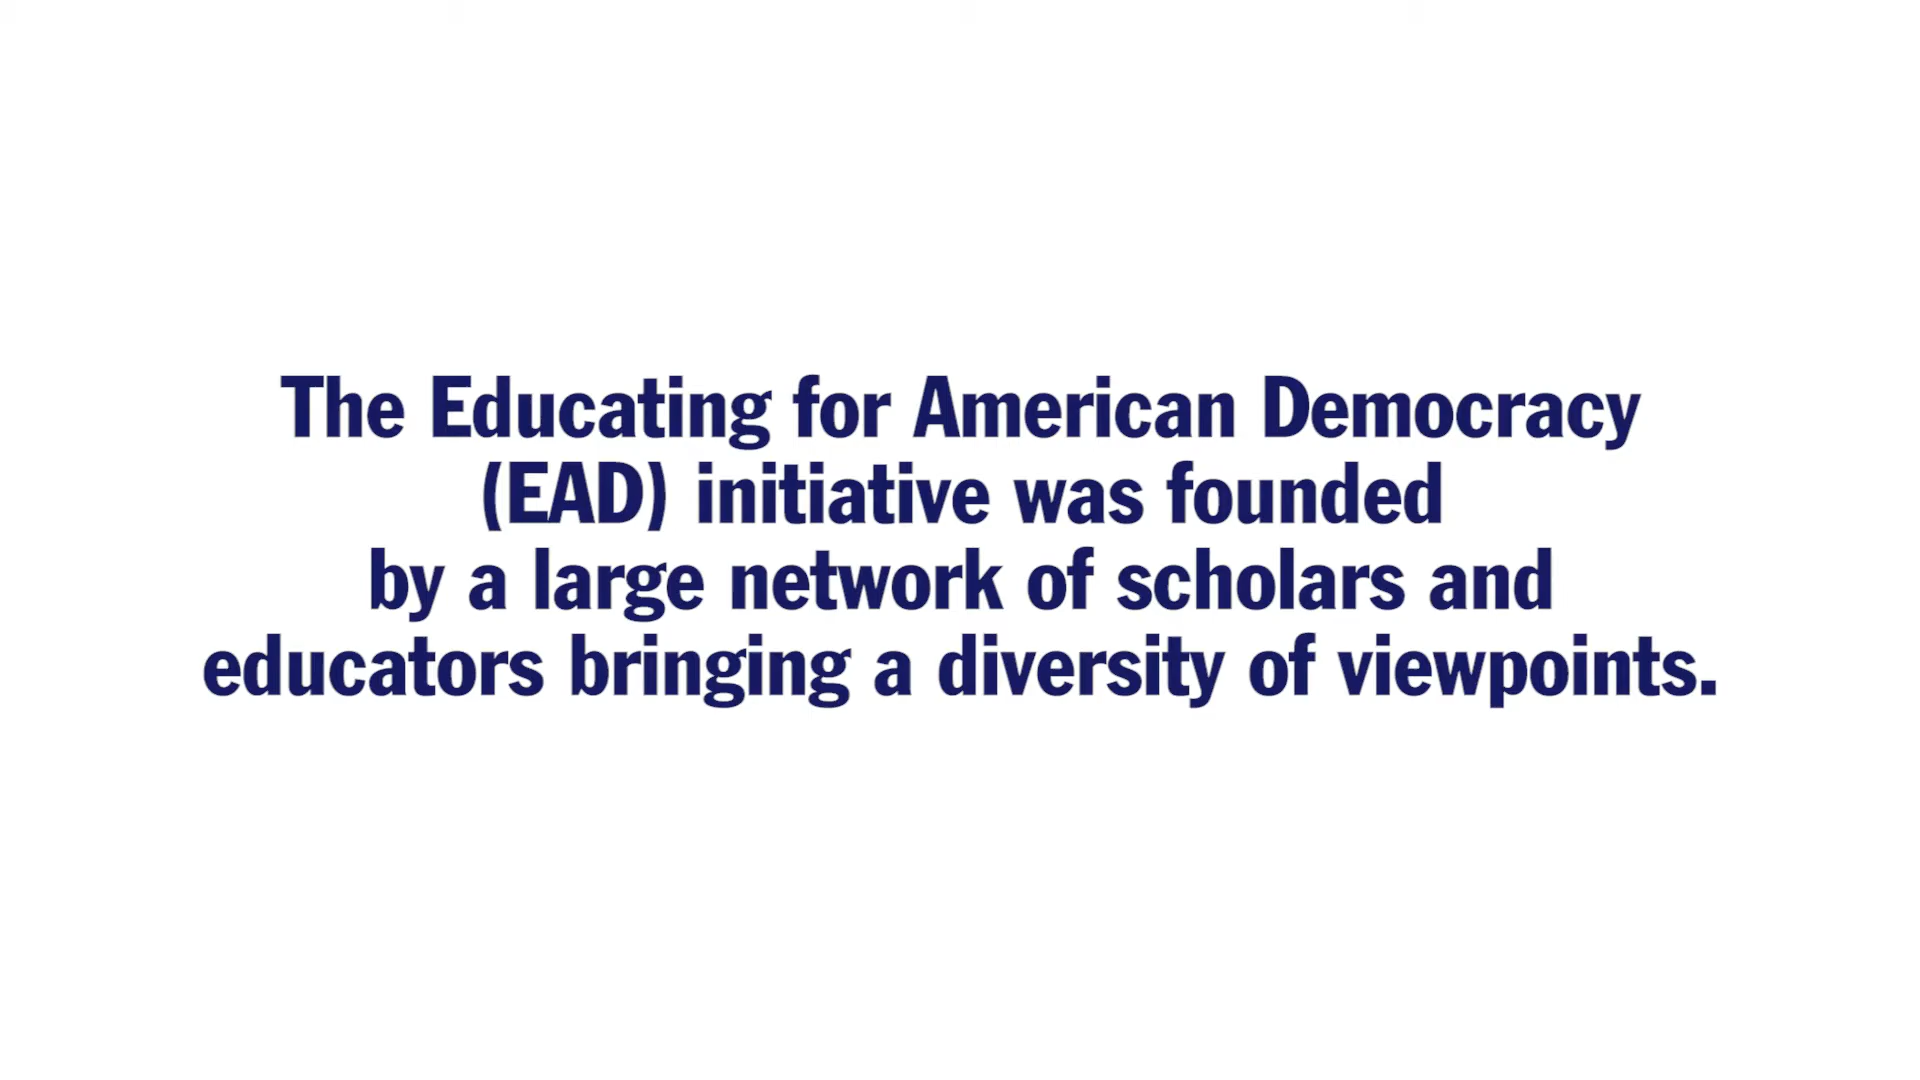 The Educating for American Democracy
(EAD) initiative was founded
by a large network of scholars and
educators bringing a diversity of viewpoints.